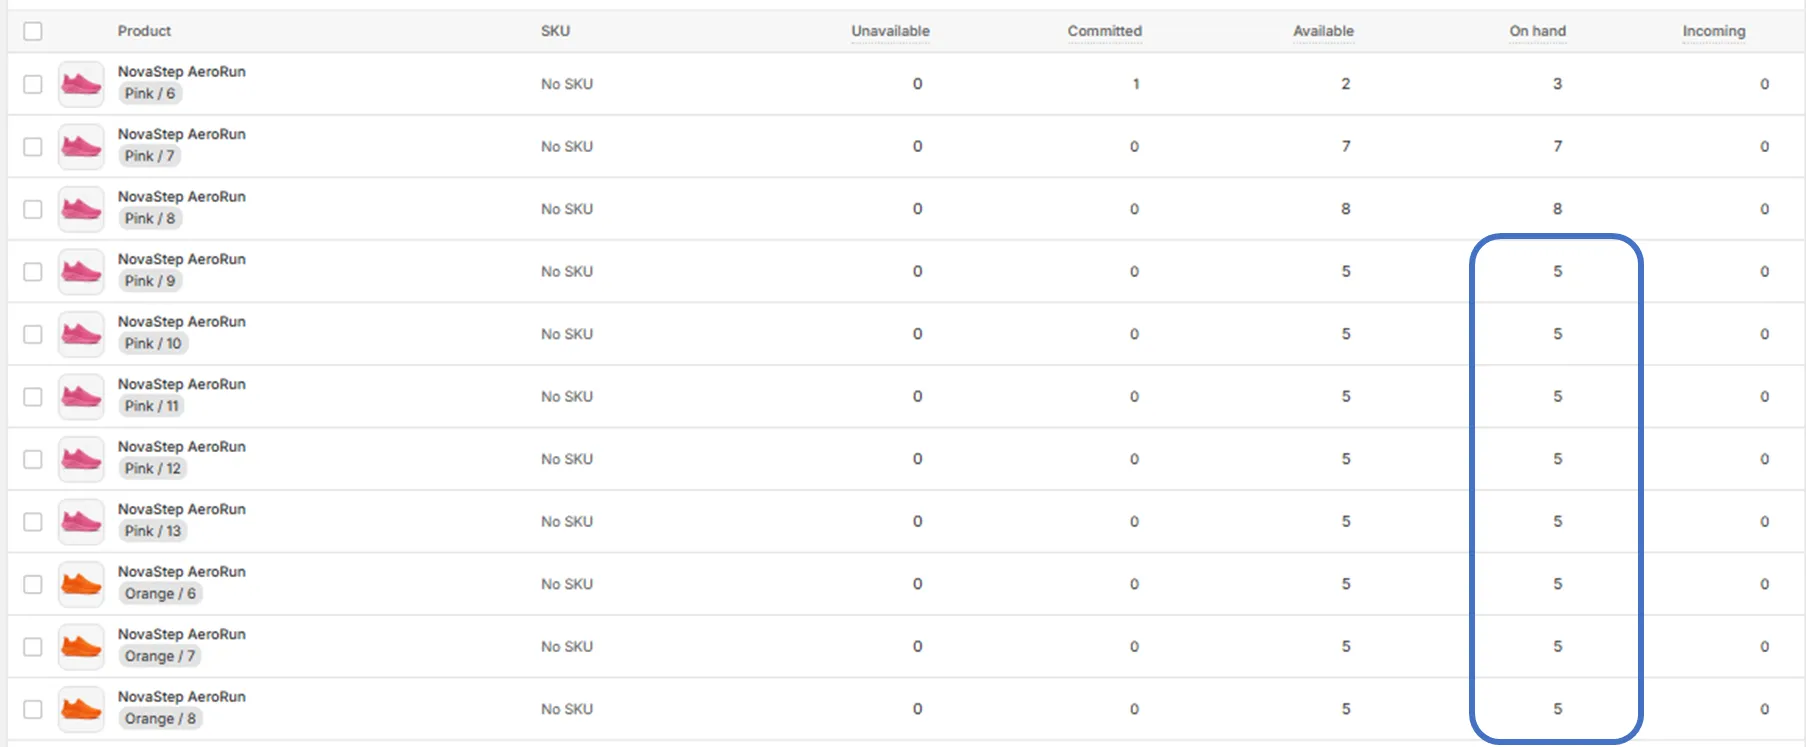 Product SKU Unavailable Committed Available On hand Incoming
NovaStep AeroRun
Pink / 6
No SKU 0 1 2 3 0
NovaStep AeroRun
Pink / 7
No SKU 0 0 7 7 0
NovaStep AeroRun
Pink / 8
No SKU 0 0 8 8 0
NovaStep AeroRun
Pink / 9
No SKU 0 0 5 5 0
NovaStep AeroRun
Pink / 10
No SKU 0 0 5 5 0
NovaStep AeroRun
Pink / 11
No SKU 0 0 5 5 0
NovaStep AeroRun
Pink / 12
No SKU 0 0 5 5 0
NovaStep AeroRun
Pink / 13
No SKU 0 0 5 5 0
NovaStep AeroRun
Orange / 6
No SKU 0 0 5 5 0
NovaStep AeroRun
Orange / 7
No SKU 0 0 5 5 0
NovaStep AeroRun
Orange / 8
No SKU 0 0 5 5 0